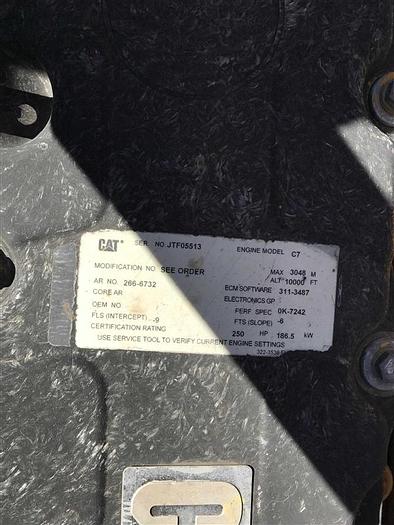 CAT® SER. NO. JTF05513 ENGINE MODEL C7
MODIFICATION NO SEE ORDER MAX 3048 M
ALT 10000 FT
AR NO. 266-6732 ECM SOFTWARE 311-3487
CORE AR ELECTRONICS GP
OEM NO PERF SPEC 0K-7242
FLS (INTERCEPT) -9 FTS (SLOPE) -6
CERTIFICATION RATING 250 HP 186.5 kW
USE SERVICE TOOL TO VERIFY CURRENT ENGINE SETTINGS